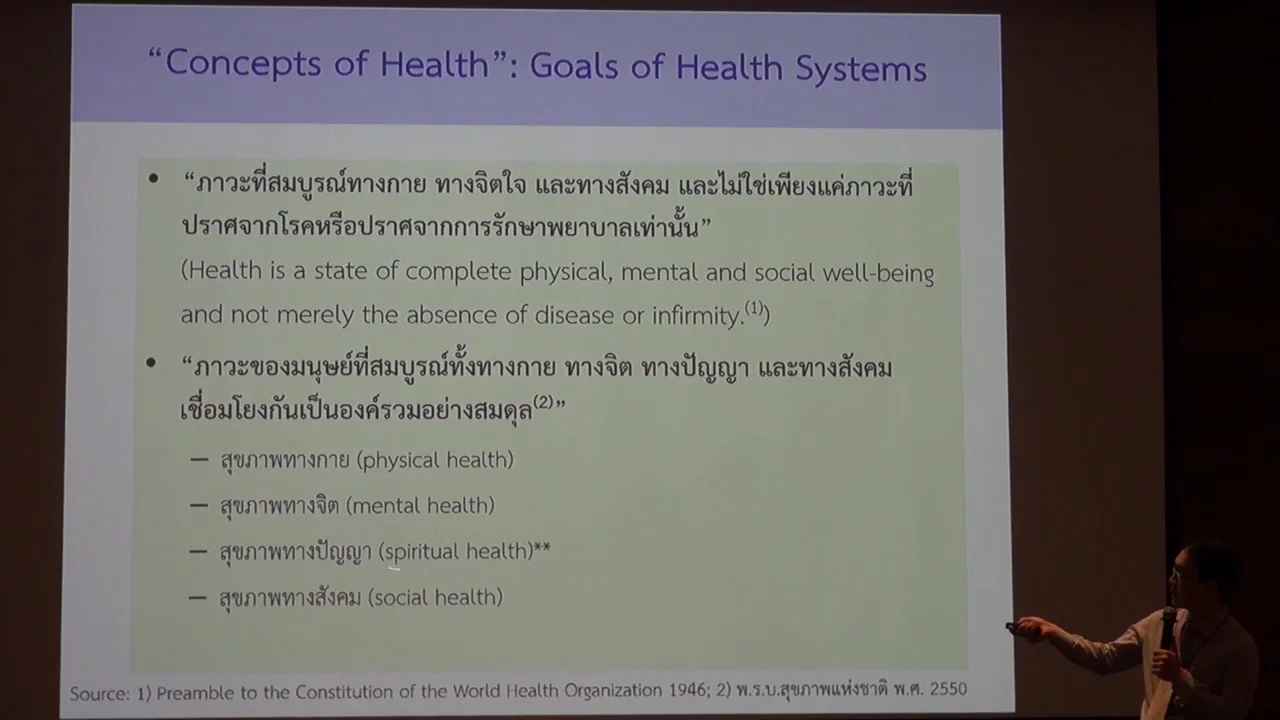 “Concepts of Health”: Goals of Health Systems
• “ภาวะที่สมบูรณ์ทางกาย ทางจิตใจ และทางสังคม และไม่ใช่เพียงแค่ภาวะที่
ปราศจากโรคหรือปราศจากการรักษาพยาบาลเท่านั้น”
(Health is a state of complete physical, mental and social well-being
and not merely the absence of disease or infirmity.(1))
• “ภาวะของมนุษย์ที่สมบูรณ์ทั้งทางกาย ทางจิต ทางปัญญา และทางสังคม
เชื่อมโยงกันเป็นองค์รวมอย่างสมดุล(2)”
— สุขภาพทางกาย (physical health)
— สุขภาพทางจิต (mental health)
— สุขภาพทางปัญญา (spiritual health)**
— สุขภาพทางสังคม (social health)
Source: 1) Preamble to the Constitution of the World Health Organization 1946; 2) พ.ร.บ.สุขภาพแห่งชาติ พ.ศ. 2550